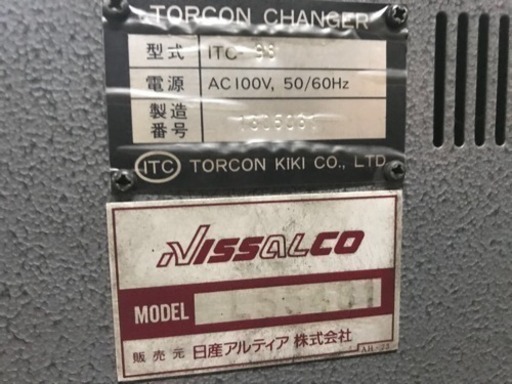 TORCON CHANGER
型式 ITC-
電源 AC100V, 50/60Hz
製造
番号
ITC TORCON KIKI CO., LTD
NISSALCO
MODEL
販売元 日産アルティア 株式会社